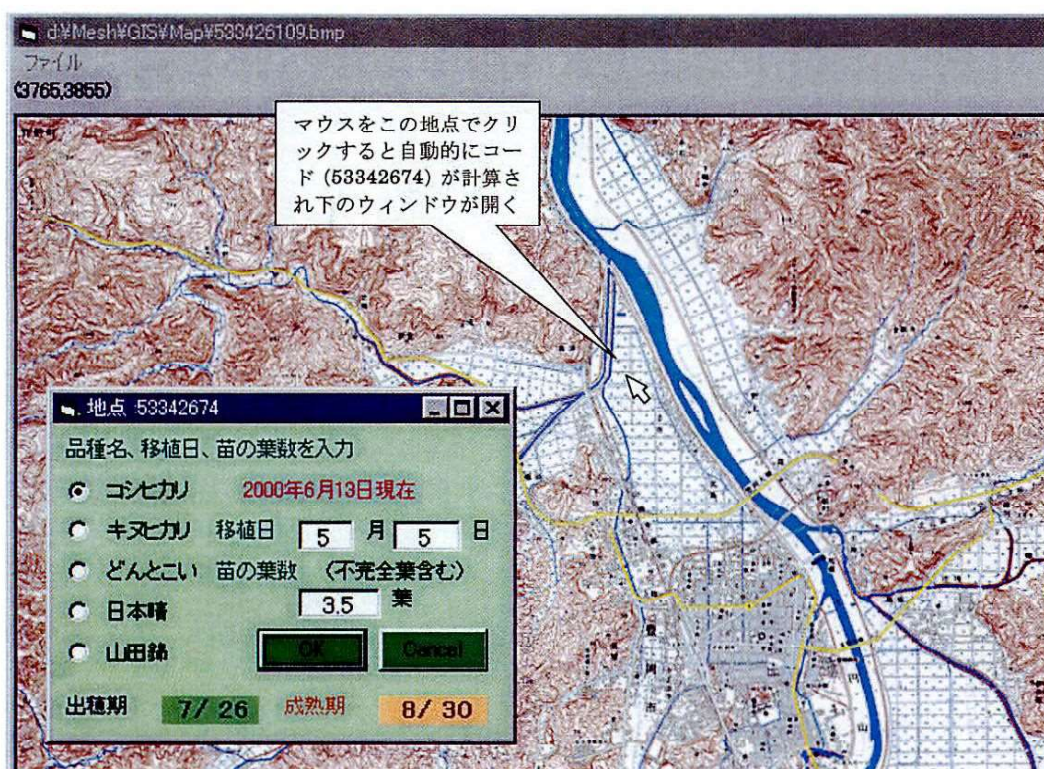 d:¥Mesh¥GIS¥Map¥533426109.bmp
ファイル
(3765,3855)
マウスをこの地点でクリ
ックすると自動的にコー
ド(53342674)が計算さ
れ下のウィンドウが開く
地点 :53342674
品種名、移植日、苗の葉数を入力
コシヒカリ 2000年6月13日現在
キヌヒカリ 移植日 5 月 5 日
どんとこい 苗の葉数 (不完全葉含む)
日本晴 3.5 葉
山田錦 OK Cancel
出穂期 7/ 26 成熟期 8/ 30
豊
岡
市
円
山